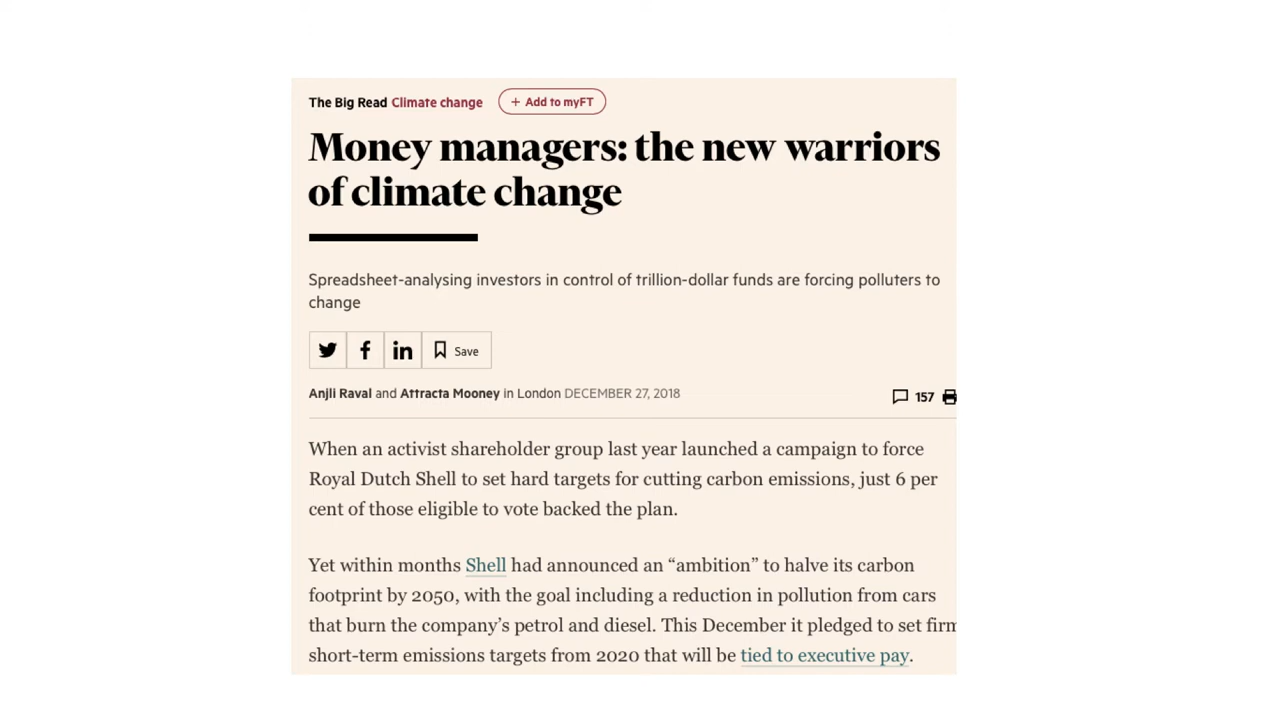 The Big Read Climate change + Add to myFT
Money managers: the new warriors
of climate change
Spreadsheet-analysing investors in control of trillion-dollar funds are forcing polluters to
change
Save
Anjli Raval and Attracta Mooney in London DECEMBER 27, 2018 157
When an activist shareholder group last year launched a campaign to force
Royal Dutch Shell to set hard targets for cutting carbon emissions, just 6 per
cent of those eligible to vote backed the plan.
Yet within months Shell had announced an “ambition” to halve its carbon
footprint by 2050, with the goal including a reduction in pollution from cars
that burn the company’s petrol and diesel. This December it pledged to set firm
short-term emissions targets from 2020 that will be tied to executive pay.